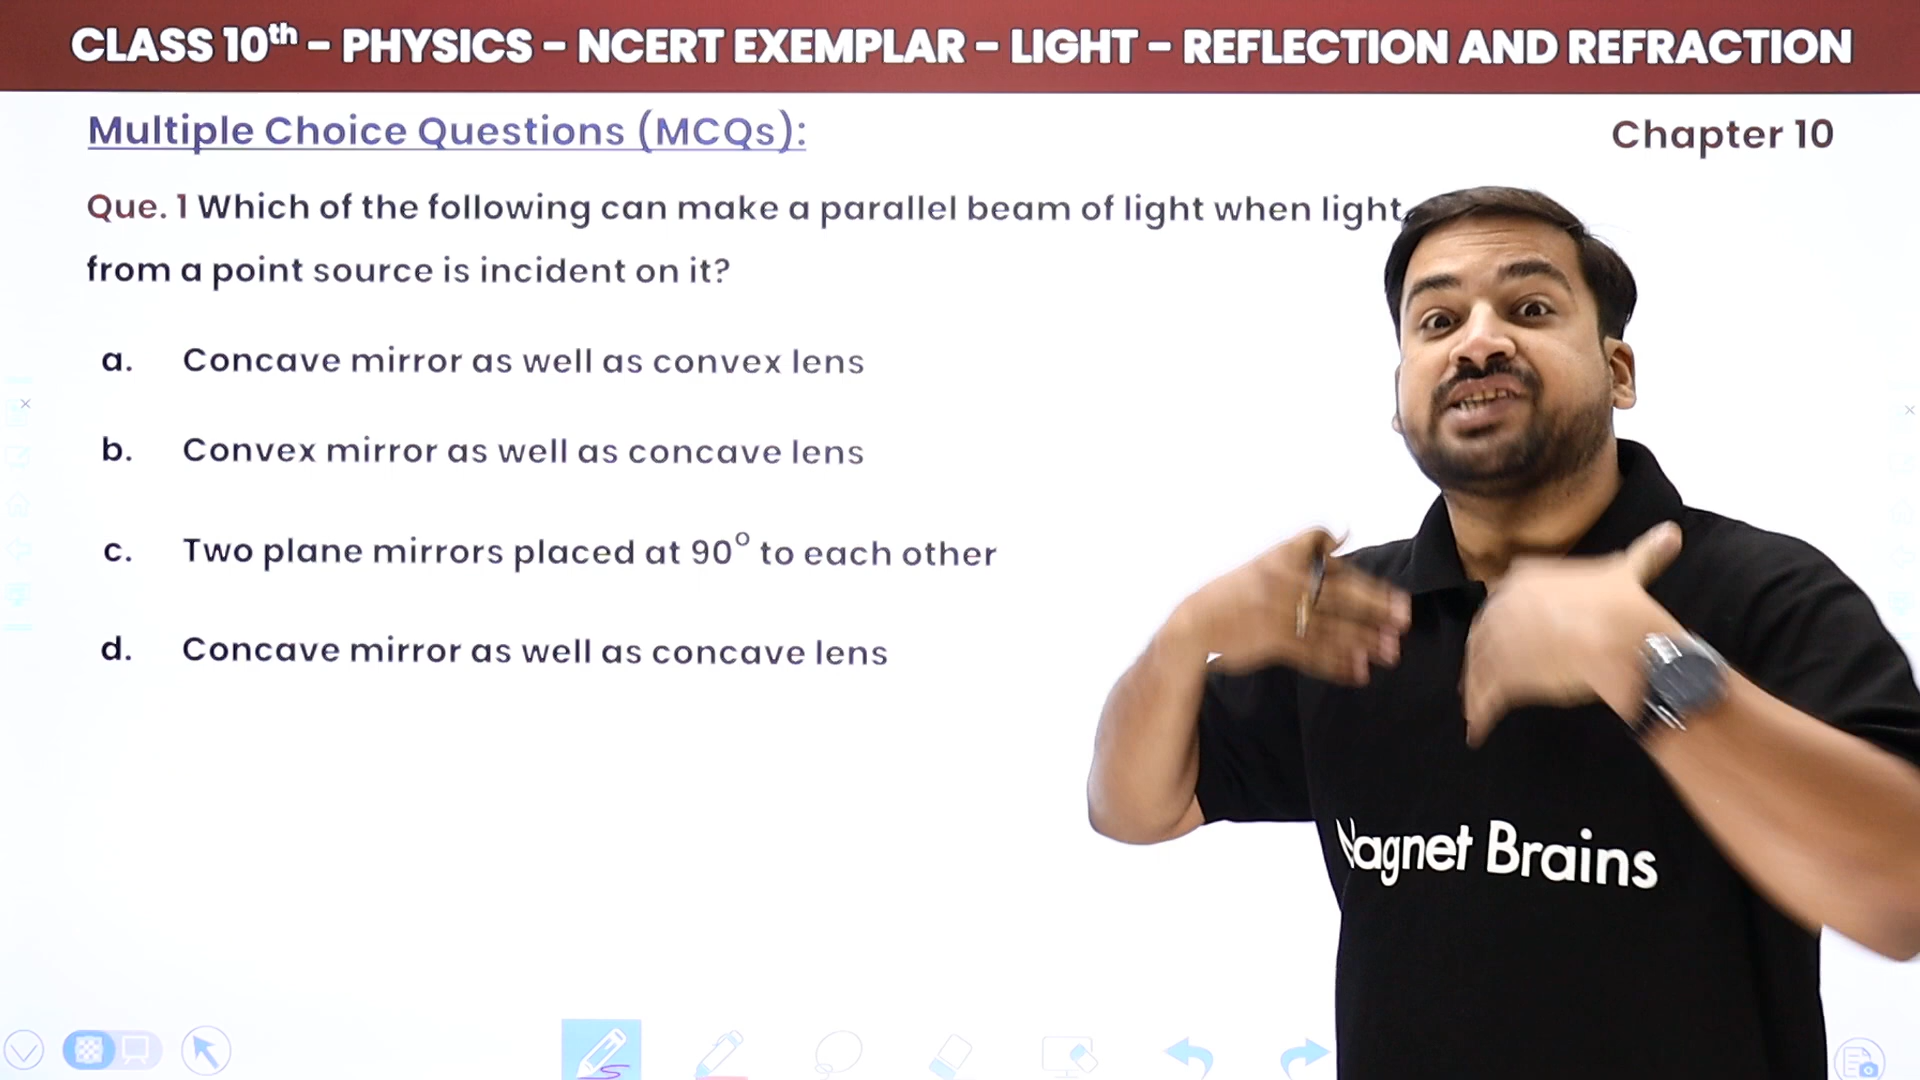 CLASS 10th – PHYSICS – NCERT EXEMPLAR – LIGHT – REFLECTION AND REFRACTION
Multiple Choice Questions (MCQs):
Chapter 10
Que. 1 Which of the following can make a parallel beam of light when light
from a point source is incident on it?
a. Concave mirror as well as convex lens
b. Convex mirror as well as concave lens
c. Two plane mirrors placed at 90° to each other
d. Concave mirror as well as concave lens
Magnet Brains